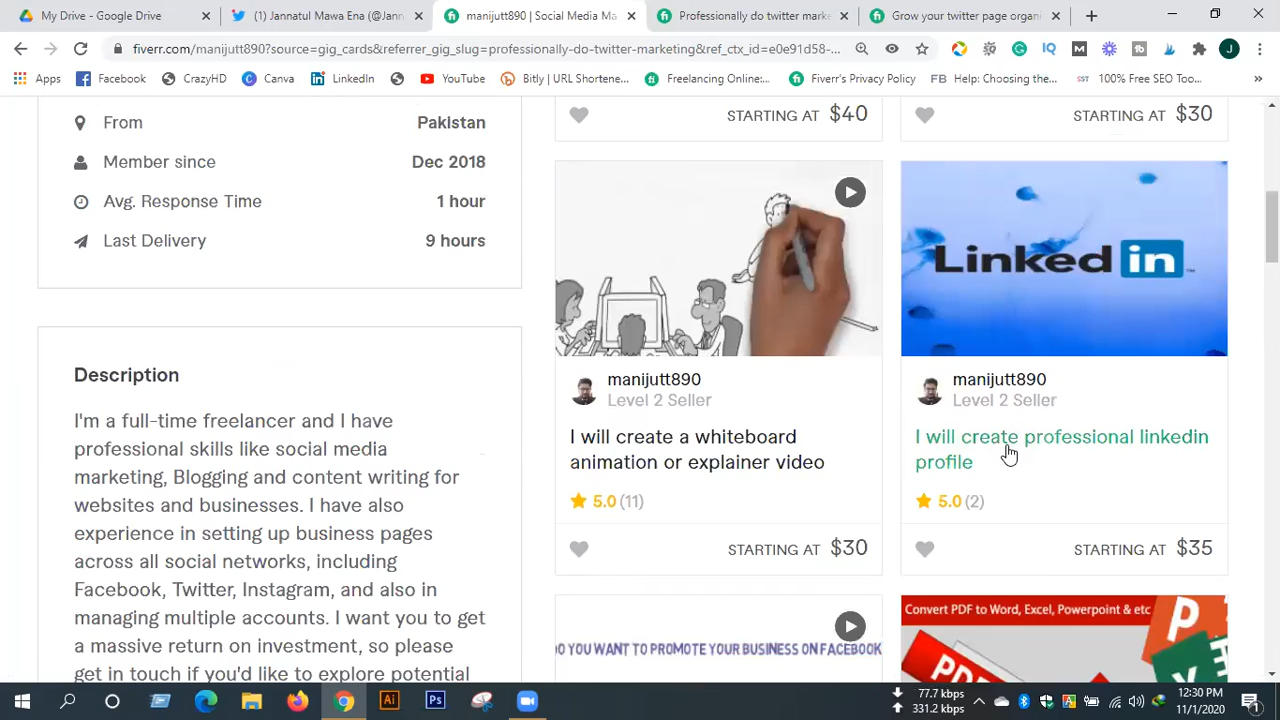 My Drive - Google Drive
(1) Jannatul Mawa Ena (@Jann
manijutt890 | Social Media Ma
Professionally do twitter marke
Grow your twitter page organi
fiverr.com/manijutt890?source=gig_cards&referrer_gig_slug=professionally-do-twitter-marketing&ref_ctx_id=e0e91d58-...
J
Apps
Facebook
CrazyHD
Canva
LinkedIn
YouTube
Bitly | URL Shortene...
Freelancing Online:...
Fiverr's Privacy Policy
FB Help: Choosing the...
SST 100% Free SEO Too...
From Pakistan
Member since Dec 2018
Avg. Response Time 1 hour
Last Delivery 9 hours
Description
I'm a full-time freelancer and I have
professional skills like social media
marketing, Blogging and content writing for
websites and businesses. I have also
experience in setting up business pages
across all social networks, including
Facebook, Twitter, Instagram, and also in
managing multiple accounts. I want you to get
a massive return on investment, so please
get in touch if you'd like to explore potential
STARTING AT $40
STARTING AT $30
manijutt890
Level 2 Seller
I will create a whiteboard
animation or explainer video
5.0 (11)
STARTING AT $30
Linked in
manijutt890
Level 2 Seller
I will create professional linkedin
profile
5.0 (2)
STARTING AT $35
DO YOU WANT TO PROMOTE YOUR BUSINESS ON FACEBOOK
Convert PDF to Word, Excel, Powerpoint & etc
PDF
77.7 kbps
331.2 kbps
12:30 PM
11/1/2020